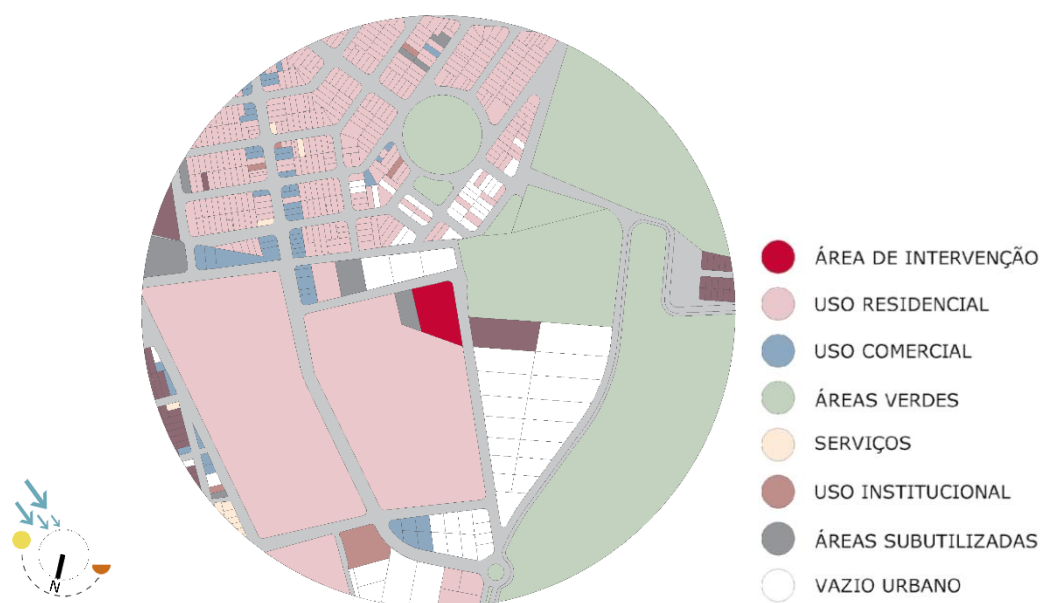 ÁREA DE INTERVENÇÃO
USO RESIDENCIAL
USO COMERCIAL
ÁREAS VERDES
SERVIÇOS
USO INSTITUCIONAL
ÁREAS SUBUTILIZADAS
VAZIO URBANO
N